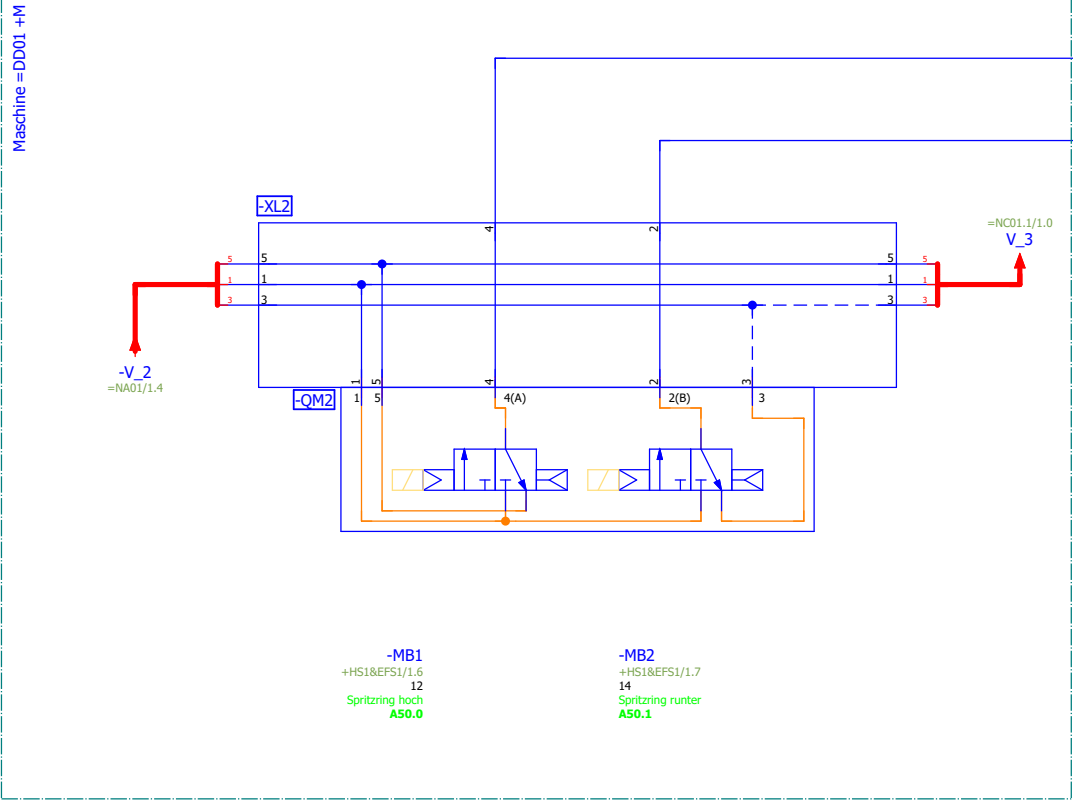 Maschine =DD01 +M
-XL2
4
2
=NC01.1/1.0
V_3
5
5
5
5
1
1
1
1
3
3
3
3
-V_2
=NA01/1.4
1
5
4
2
3
-QM2
1
5
4(A)
2(B)
3
-MB1
+HS1&EFS1/1.6
12
Spritzring hoch
A50.0
-MB2
+HS1&EFS1/1.7
14
Spritzring runter
A50.1